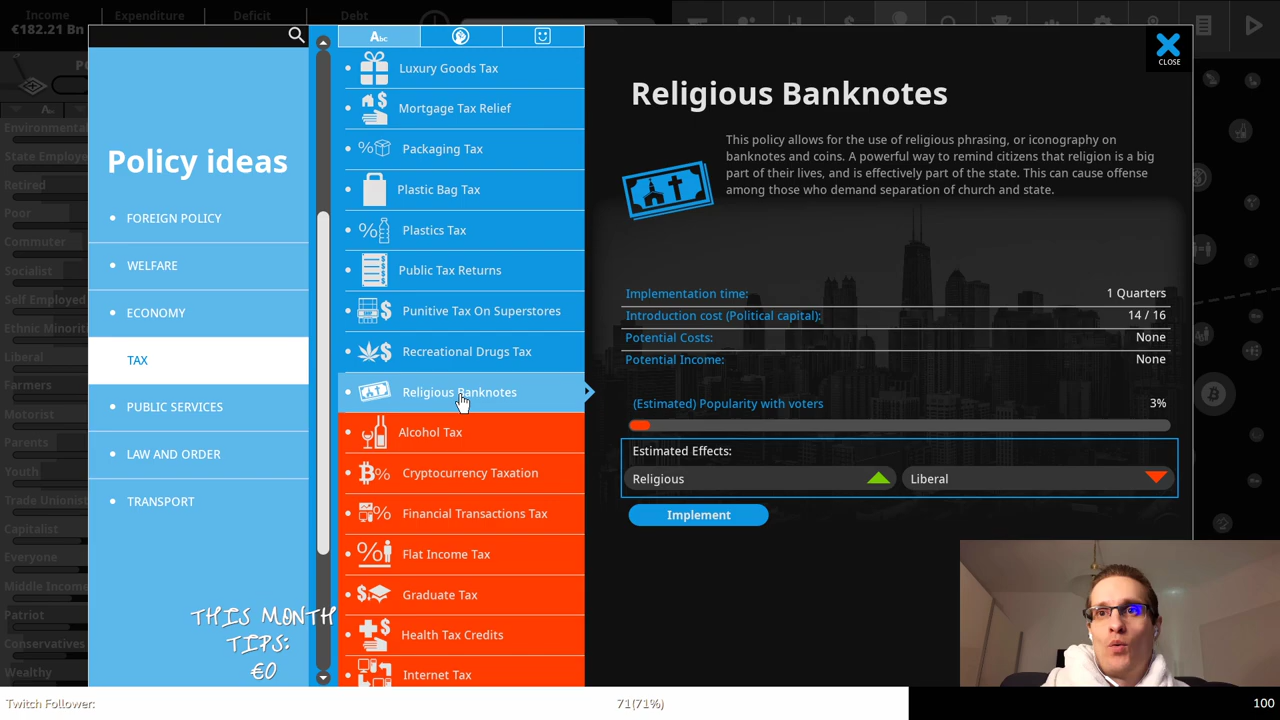 Income
Expenditure
Deficit
Debt
€182.21 Bn
Policy ideas
FOREIGN POLICY
WELFARE
ECONOMY
TAX
PUBLIC SERVICES
LAW AND ORDER
TRANSPORT
Abc
Luxury Goods Tax
Mortgage Tax Relief
Packaging Tax
Plastic Bag Tax
Plastics Tax
Public Tax Returns
Punitive Tax On Superstores
Recreational Drugs Tax
Religious Banknotes
Alcohol Tax
Cryptocurrency Taxation
Financial Transactions Tax
Flat Income Tax
Graduate Tax
Health Tax Credits
Internet Tax
CLOSE
Religious Banknotes
This policy allows for the use of religious phrasing, or iconography on
banknotes and coins. A powerful way to remind citizens that religion is a big
part of their lives, and is effectively part of the state. This can cause offense
among those who demand separation of church and state.
Implementation time: 1 Quarters
Introduction cost (Political capital): 14 / 16
Potential Costs: None
Potential Income: None
(Estimated) Popularity with voters 3%
Estimated Effects:
Religious Liberal
Implement
Environmental
State Employe
Retired
Poor
Commuter
Socialist
Self Employed
Ethnic Minorit
Liberal
Farmers
Motorist
Parents
Youth
Trade Unionist
Capitalist
Everyone
Middle Income
Patriot
Conservatives
Wealthy
THIS MONTH
TIPS:
€0
Twitch Follower: 71(71%) 100